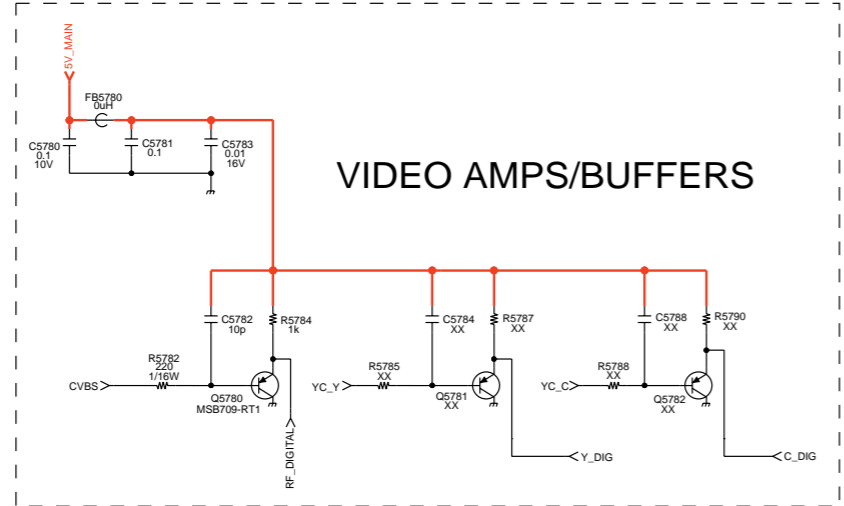 5V_MAIN
FB5780
0uH
C5780
0.1
10V
C5781
0.1
C5783
0.01
16V
VIDEO AMPS/BUFFERS
C5782
10p
R5784
1k
C5784
XX
R5787
XX
C5788
XX
R5790
XX
R5782
220
1/16W
CVBS
Q5780
MSB709-RT1
RF_DIGITAL
YC_Y
R5785
XX
Q5781
XX
Y_DIG
YC_C
R5788
XX
Q5782
XX
C_DIG